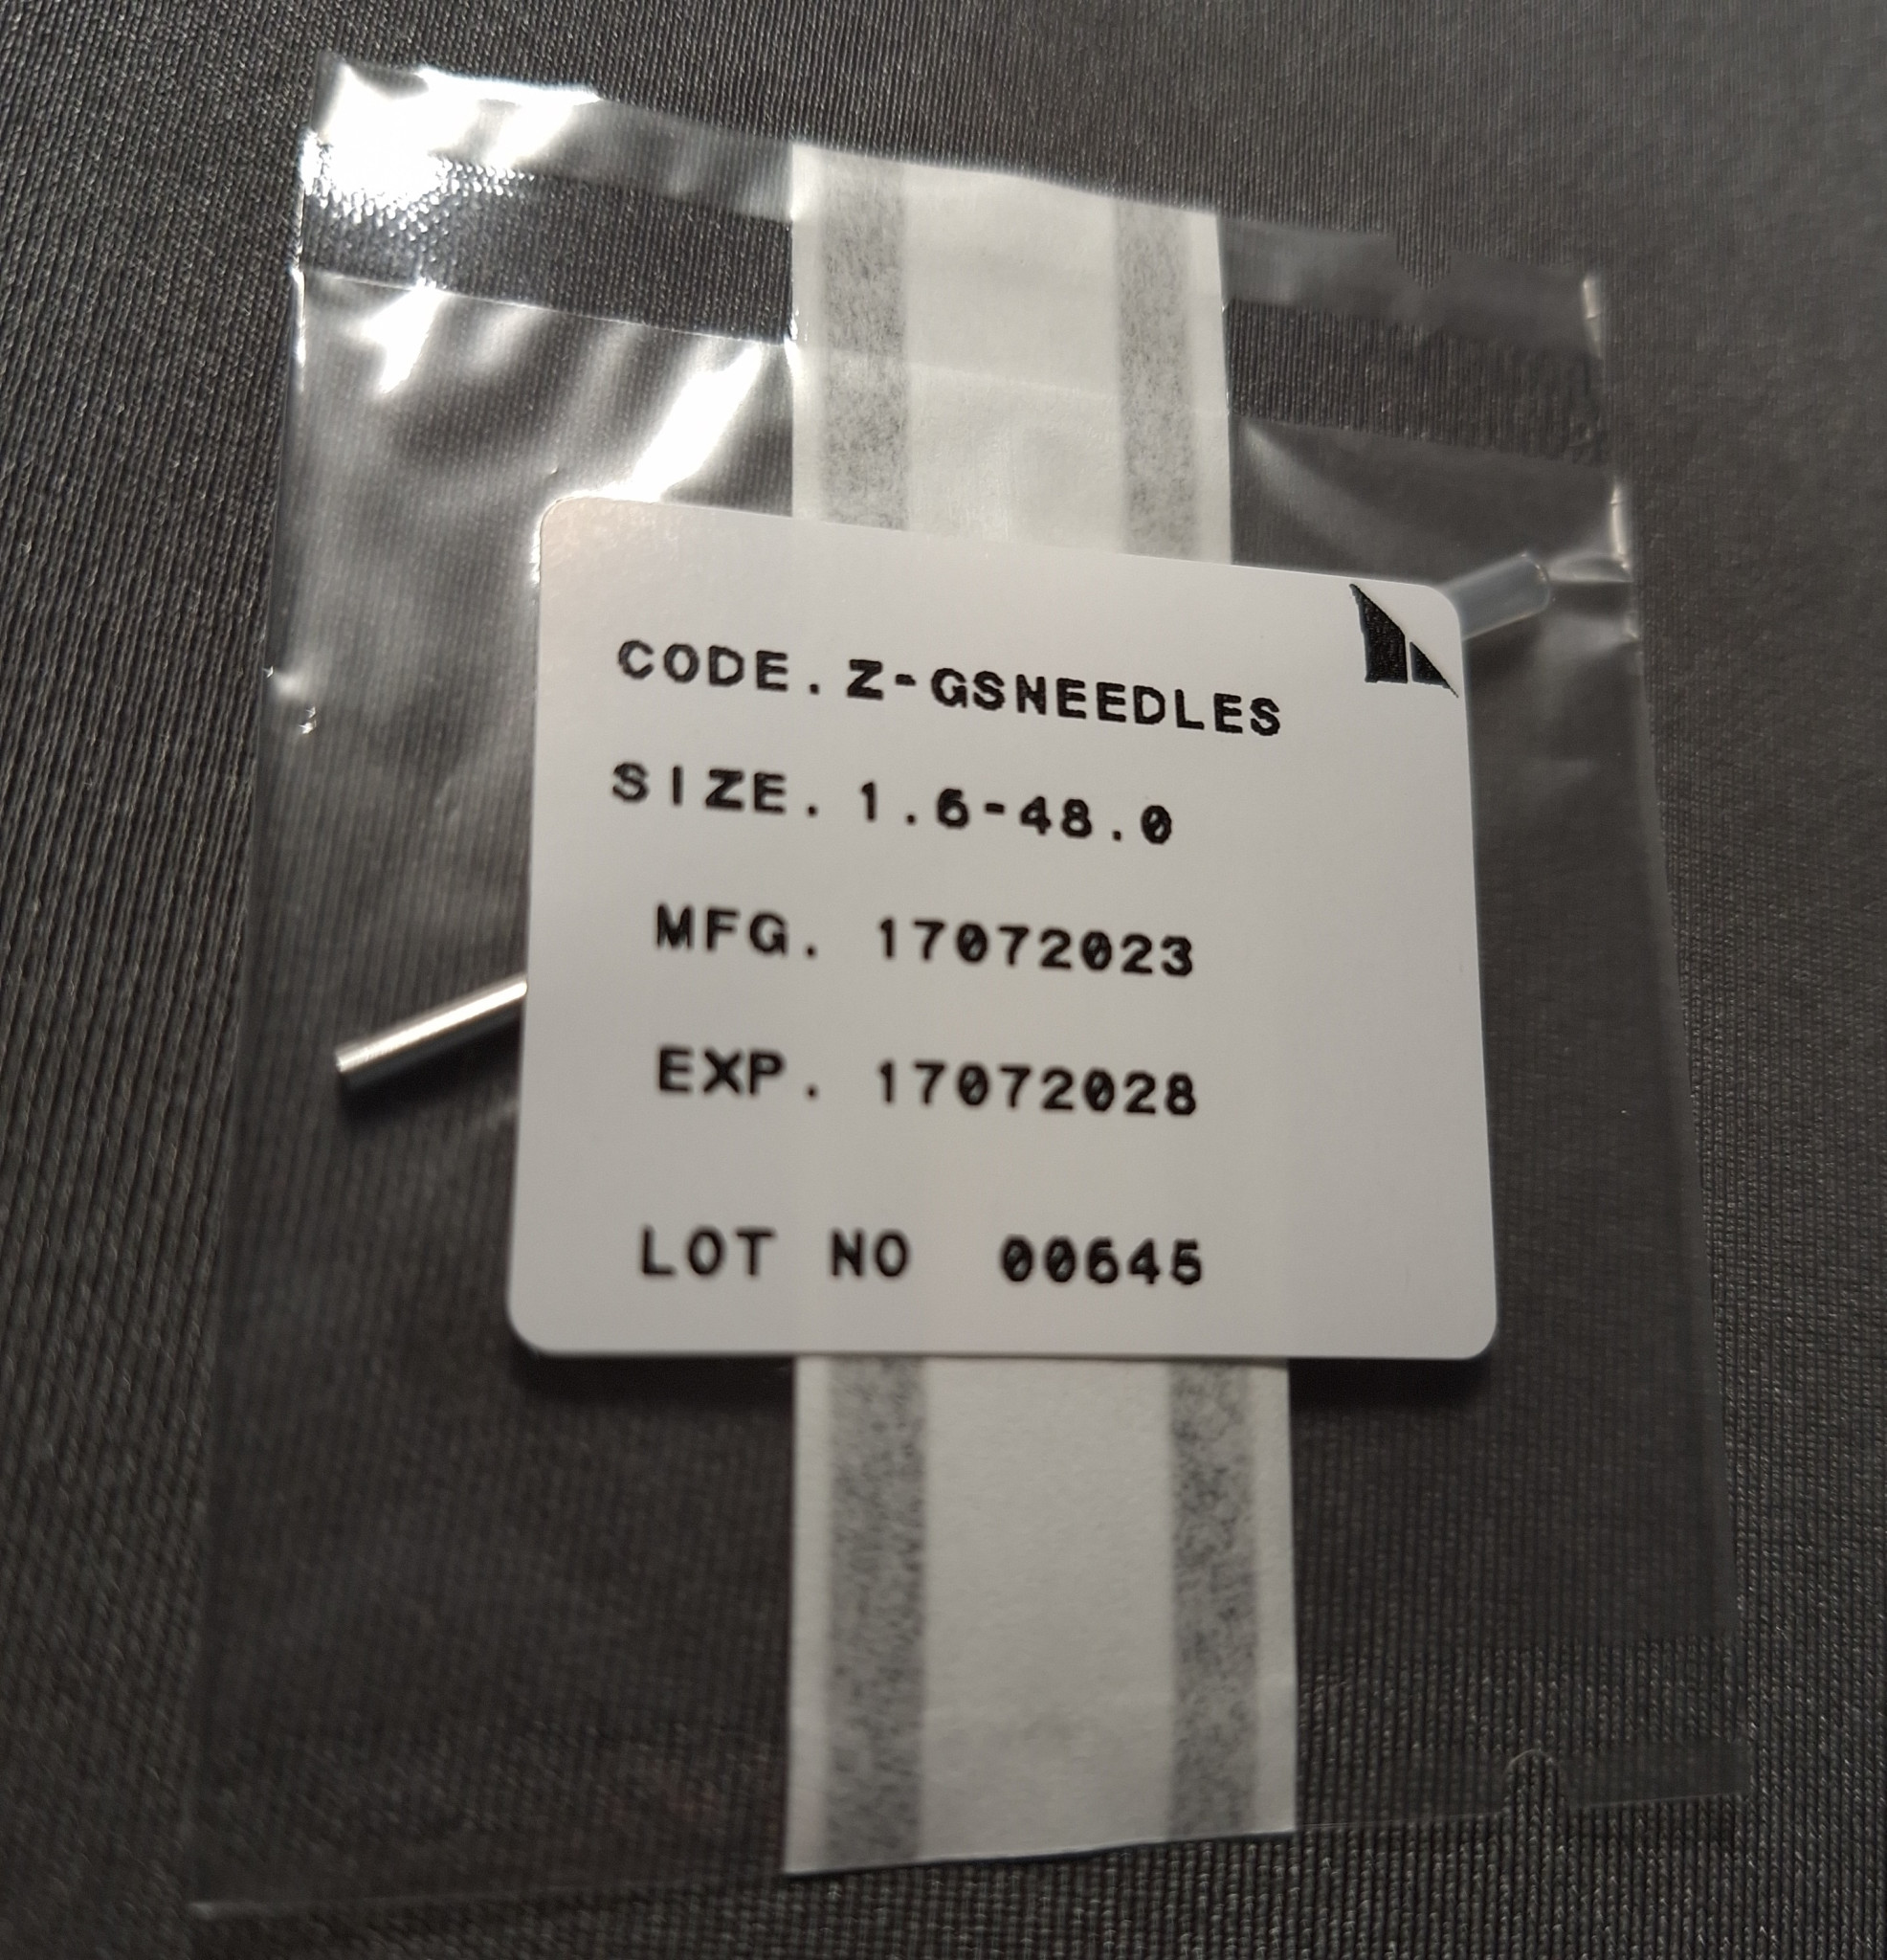 CODE.Z-GSNEEDLES
SIZE.1.6-48.0
MFG. 17072023
EXP. 17072028
LOT NO 00645